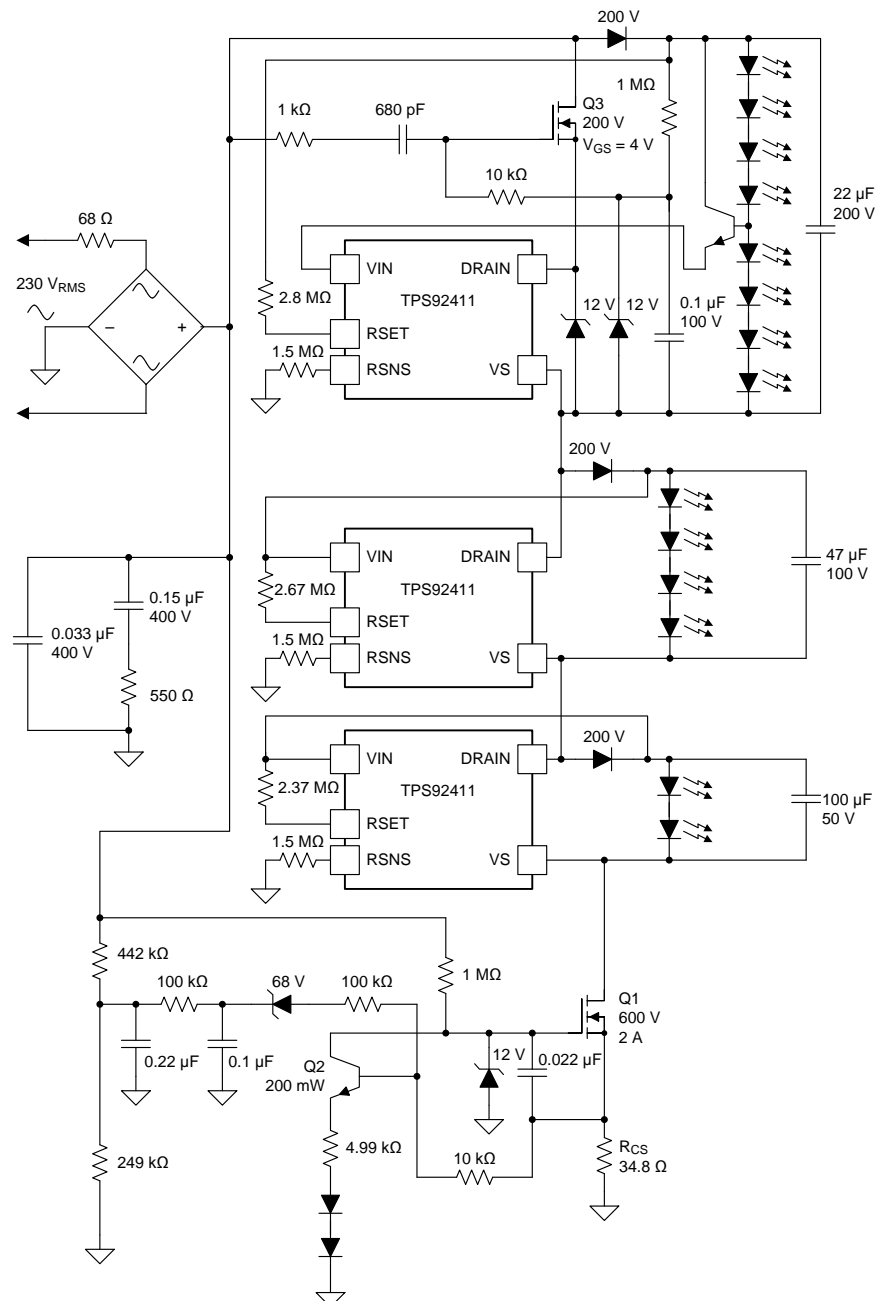 200 V
1 MΩ
1 kΩ
680 pF
Q3
200 V
VGS = 4 V
10 kΩ
22 µF
200 V
68 Ω
230 VRMS
− +
VIN
DRAIN
TPS92411
2.8 MΩ
RSET
12 V
12 V
0.1 µF
100 V
1.5 MΩ
RSNS
VS
200 V
VIN
DRAIN
TPS92411
2.67 MΩ
RSET
47 µF
100 V
1.5 MΩ
RSNS
VS
0.15 µF
400 V
0.033 µF
400 V
550 Ω
200 V
VIN
DRAIN
TPS92411
2.37 MΩ
RSET
100 µF
50 V
1.5 MΩ
RSNS
VS
442 kΩ
100 kΩ
68 V
100 kΩ
1 MΩ
Q1
600 V
2 A
0.22 µF
0.1 µF
Q2
200 mW
12 V
0.022 µF
249 kΩ
4.99 kΩ
10 kΩ
RCS
34.8 Ω